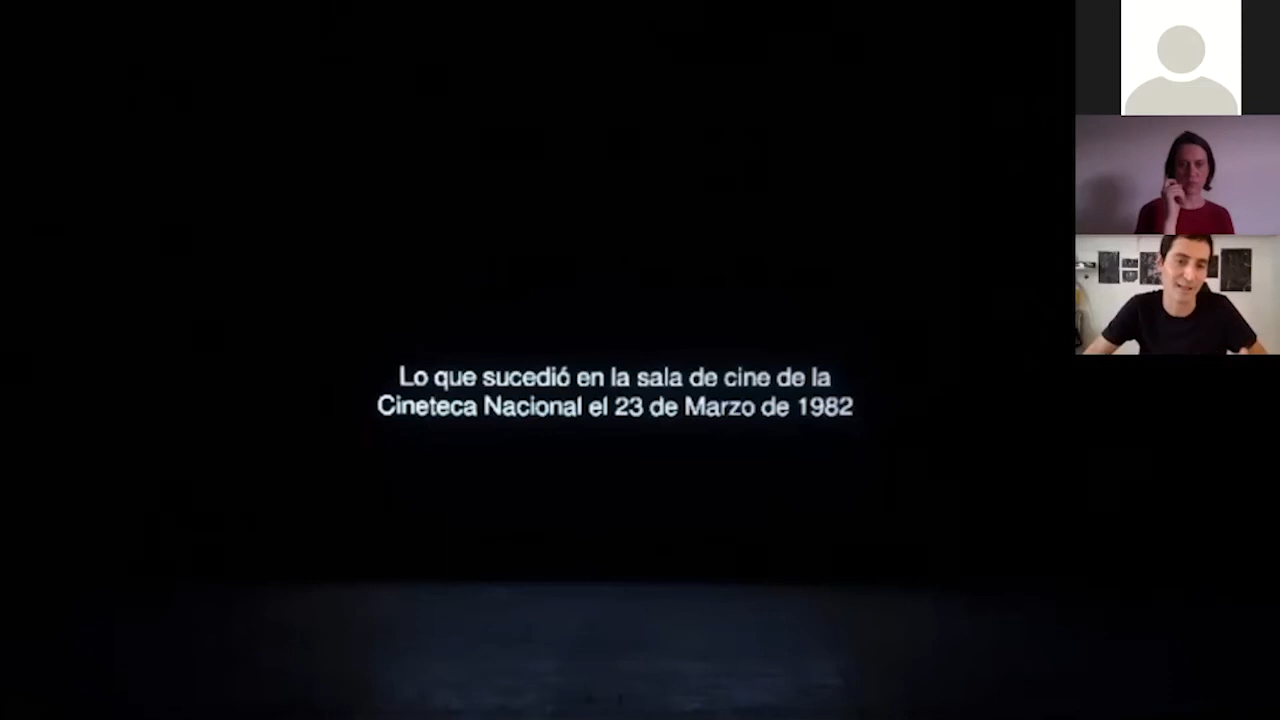 Lo que sucedió en la sala de cine de la
Cineteca Nacional el 23 de Marzo de 1982